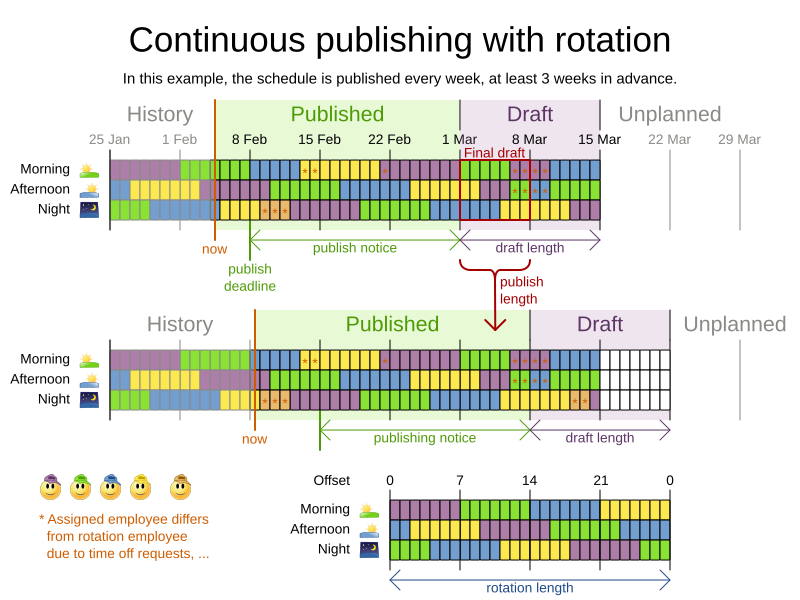 Continuous publishing with rotation
In this example, the schedule is published every week, at least 3 weeks in advance.
History Published Draft Unplanned
25 Jan 1 Feb 8 Feb 15 Feb 22 Feb 1 Mar 8 Mar 15 Mar 22 Mar 29 Mar
Final draft
Morning
Afternoon
Night
now publish notice draft length
publish
deadline
publish
length
History Published Draft Unplanned
Morning
Afternoon
Night
now publishing notice draft length
Offset 0 7 14 21 0
Morning
Afternoon
Night
rotation length
* Assigned employee differs
from rotation employee
due to time off requests, ...